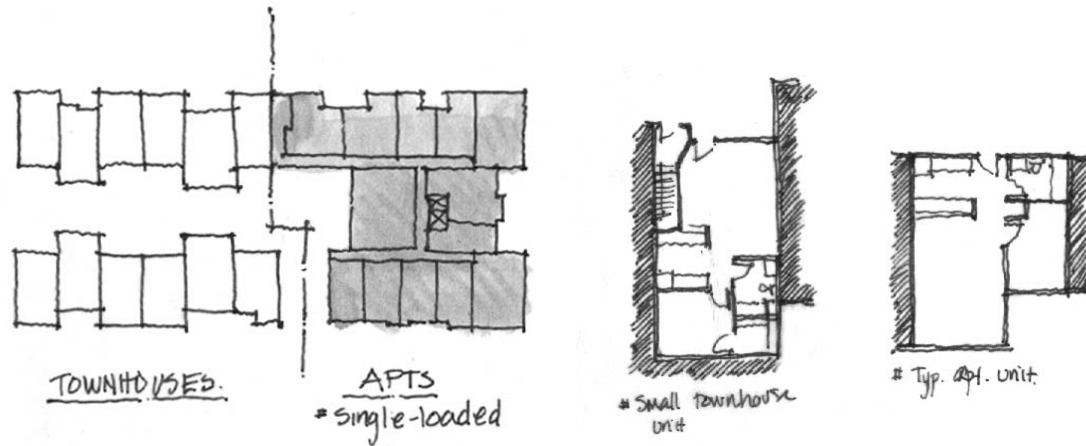 TOWNHOUSES.
APTS
# single-loaded
# Small townhouse
unit
# Typ. apt. unit.